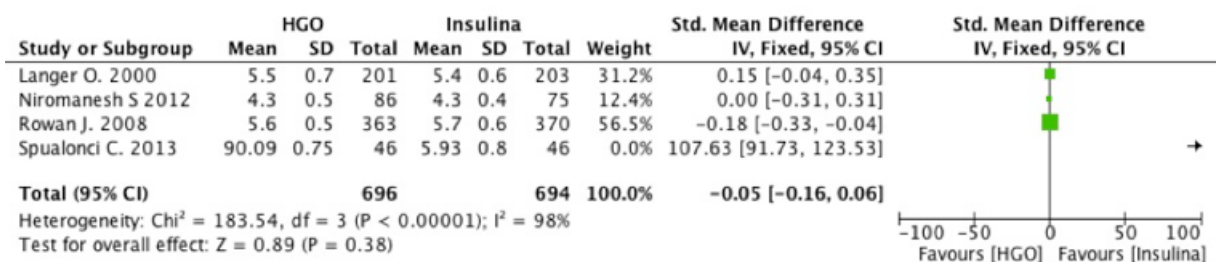 HGO Insulina Std. Mean Difference Std. Mean Difference
Study or Subgroup Mean SD Total Mean SD Total Weight IV, Fixed, 95% CI IV, Fixed, 95% CI
Langer O. 2000 5.5 0.7 201 5.4 0.6 203 31.2% 0.15 [-0.04, 0.35]
Niromanesh S 2012 4.3 0.5 86 4.3 0.4 75 12.4% 0.00 [-0.31, 0.31]
Rowan J. 2008 5.6 0.5 363 5.7 0.6 370 56.5% -0.18 [-0.33, -0.04]
Spualonci C. 2013 90.09 0.75 46 5.93 0.8 46 0.0% 107.63 [91.73, 123.53]
Total (95% CI) 696 694 100.0% -0.05 [-0.16, 0.06]
Heterogeneity: Chi² = 183.54, df = 3 (P < 0.00001); I² = 98%
Test for overall effect: Z = 0.89 (P = 0.38)
-100 -50 0 50 100
Favours [HGO] Favours [Insulina]